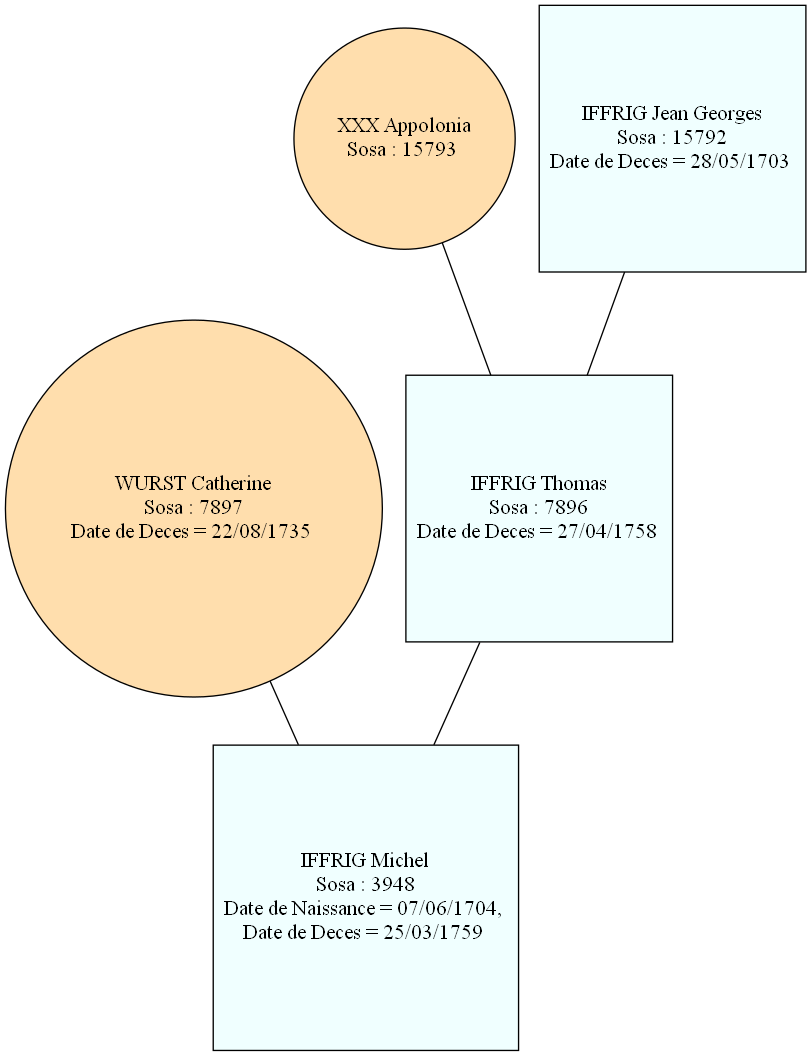 XXX Appolonia
Sosa : 15793
IFFRIG Jean Georges
Sosa : 15792
Date de Deces = 28/05/1703
WURST Catherine
Sosa : 7897
Date de Deces = 22/08/1735
IFFRIG Thomas
Sosa : 7896
Date de Deces = 27/04/1758
IFFRIG Michel
Sosa : 3948
Date de Naissance = 07/06/1704,
Date de Deces = 25/03/1759